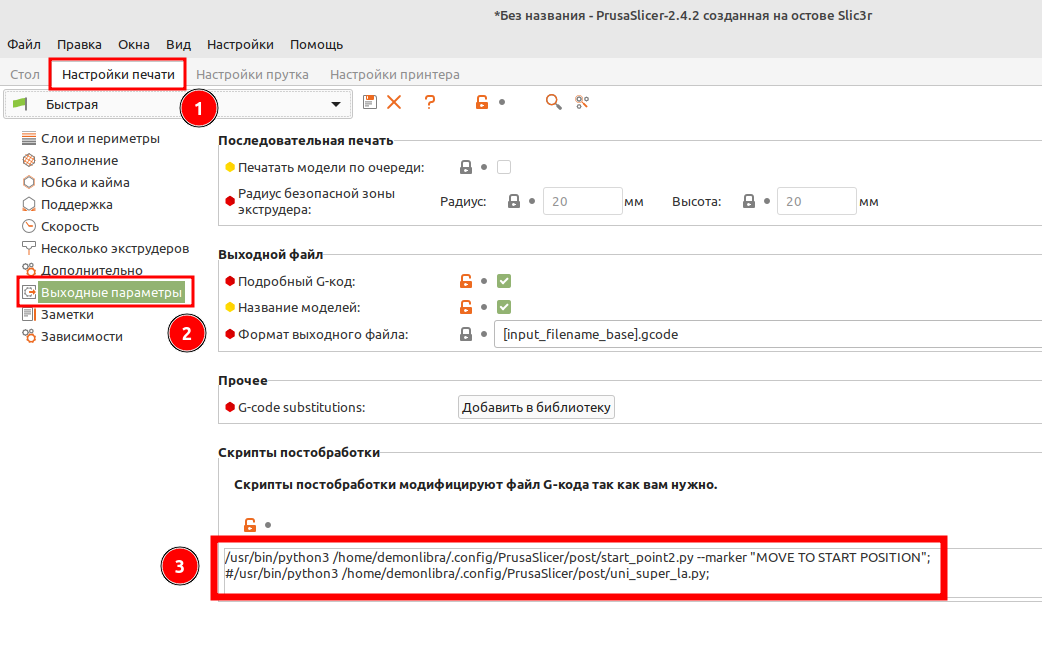 *Без названия - PrusaSlicer-2.4.2 созданная на остове Slic3r
Файл Правка Окна Вид Настройки Помощь
Стол Настройки печати Настройки прутка Настройки принтера
Быстрая
1
Слои и периметры
Заполнение
Юбка и кайма
Поддержка
Скорость
Несколько экструдеров
Дополнительно
Выходные параметры
Заметки
Зависимости
2
Последовательная печать
Печатать модели по очереди:
Радиус безопасной зоны
экструдера:
Радиус: 20 мм Высота: 20 мм
Выходной файл
Подробный G-код:
Название моделей:
Формат выходного файла: [input_filename_base].gcode
Прочее
G-code substitutions: Добавить в библиотеку
Скрипты постобработки
Скрипты постобработки модифицируют файл G-кода так как вам нужно.
3
/usr/bin/python3 /home/demonlibra/.config/PrusaSlicer/post/start_point2.py --marker "MOVE TO START POSITION";
#/usr/bin/python3 /home/demonlibra/.config/PrusaSlicer/post/uni_super_la.py;